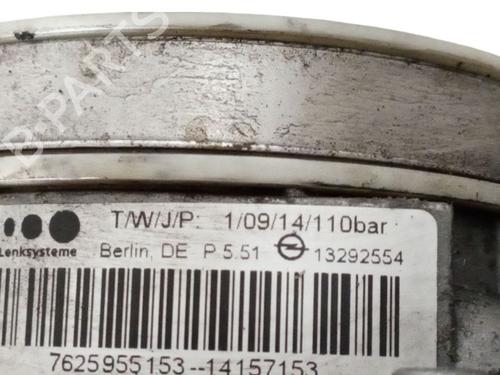 B-PARTS
T/W/J/P: 1/09/14/110bar
Lenksysteme Berlin, DE P 5.51 13292554
7625955153--14157153